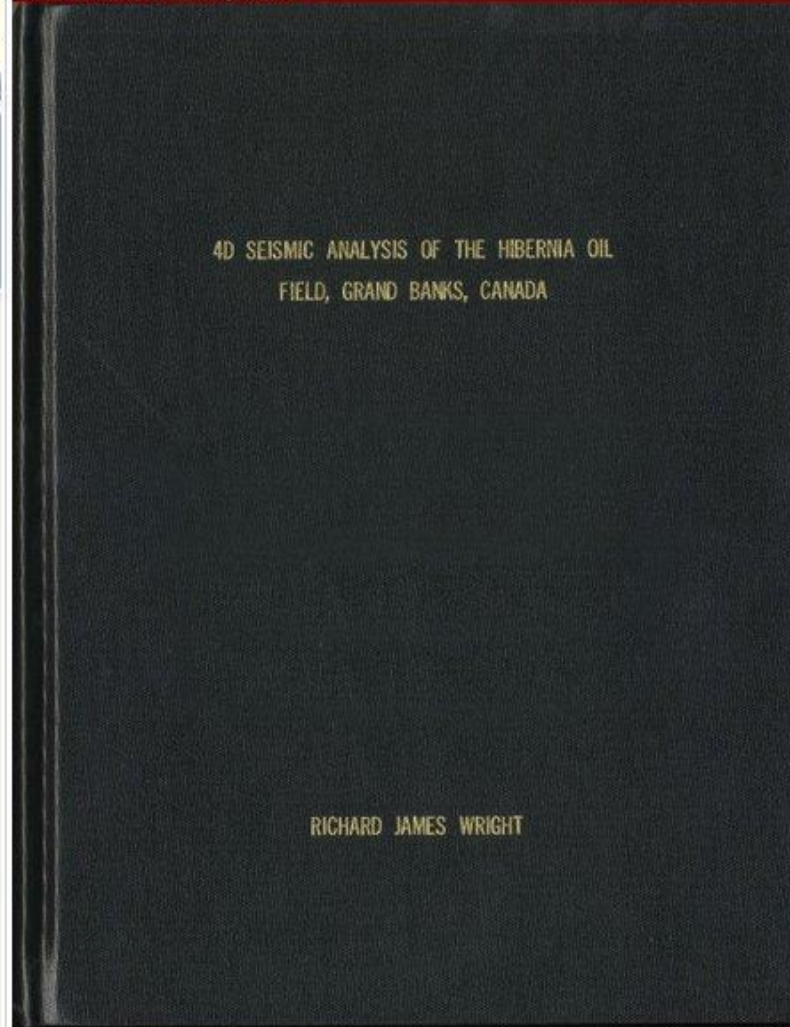 4D SEISMIC ANALYSIS OF THE HIBERNIA OIL
FIELD, GRAND BANKS, CANADA
RICHARD JAMES WRIGHT